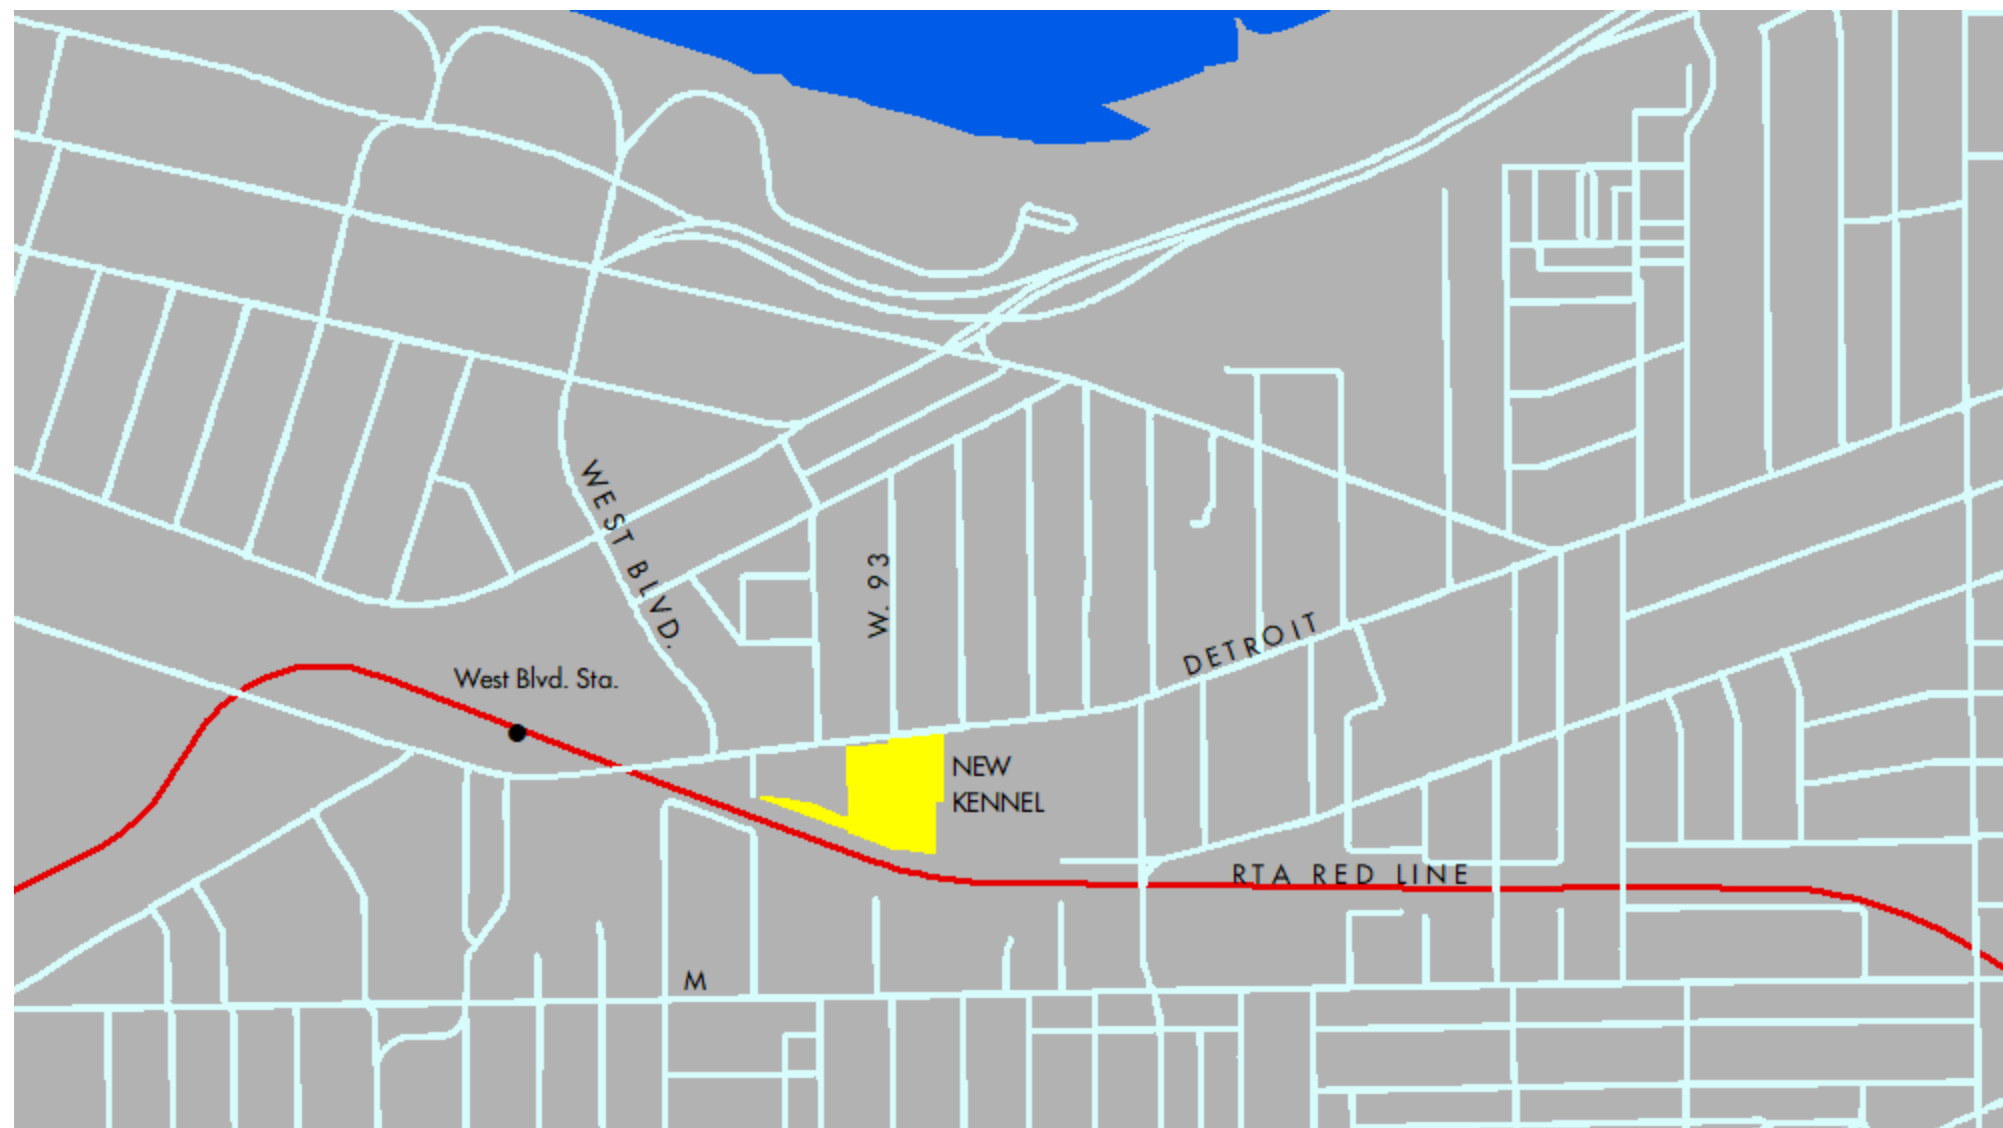 WEST BLVD.
W. 93
DETROIT
West Blvd. Sta.
NEW
KENNEL
RTA RED LINE
M